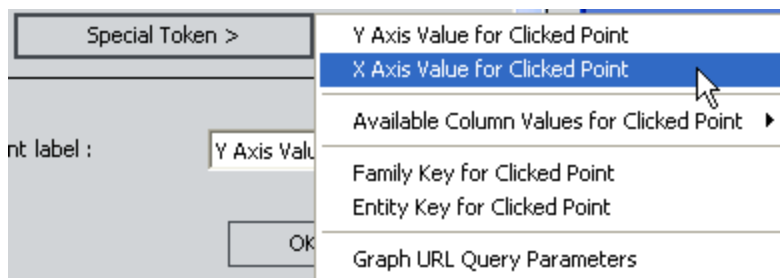 Special Token >
Y Axis Value for Clicked Point
X Axis Value for Clicked Point
Available Column Values for Clicked Point
nt label :
Y Axis Valu
Family Key for Clicked Point
Entity Key for Clicked Point
OK
Graph URL Query Parameters